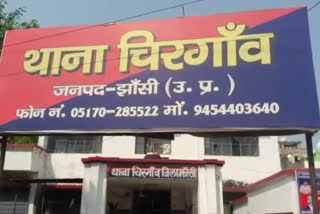 थाना चिरगाँव
जनपद-झाँसी (उ. प्र. )
फोन नं. 05170-285522 मों. 9454403640
थाना चिरगाँव जिला झाँसी